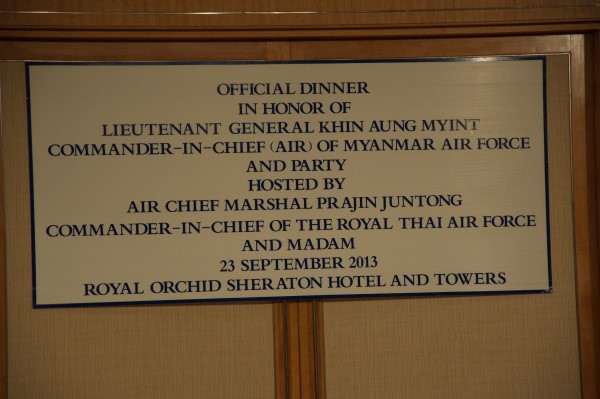 OFFICIAL DINNER
IN HONOR OF
LIEUTENANT GENERAL KHIN AUNG MYINT
COMMANDER-IN-CHIEF (AIR) OF MYANMAR AIR FORCE
AND PARTY
HOSTED BY
AIR CHIEF MARSHAL PRAJIN JUNTONG
COMMANDER-IN-CHIEF OF THE ROYAL THAI AIR FORCE
AND MADAM
23 SEPTEMBER 2013
ROYAL ORCHID SHERATON HOTEL AND TOWERS